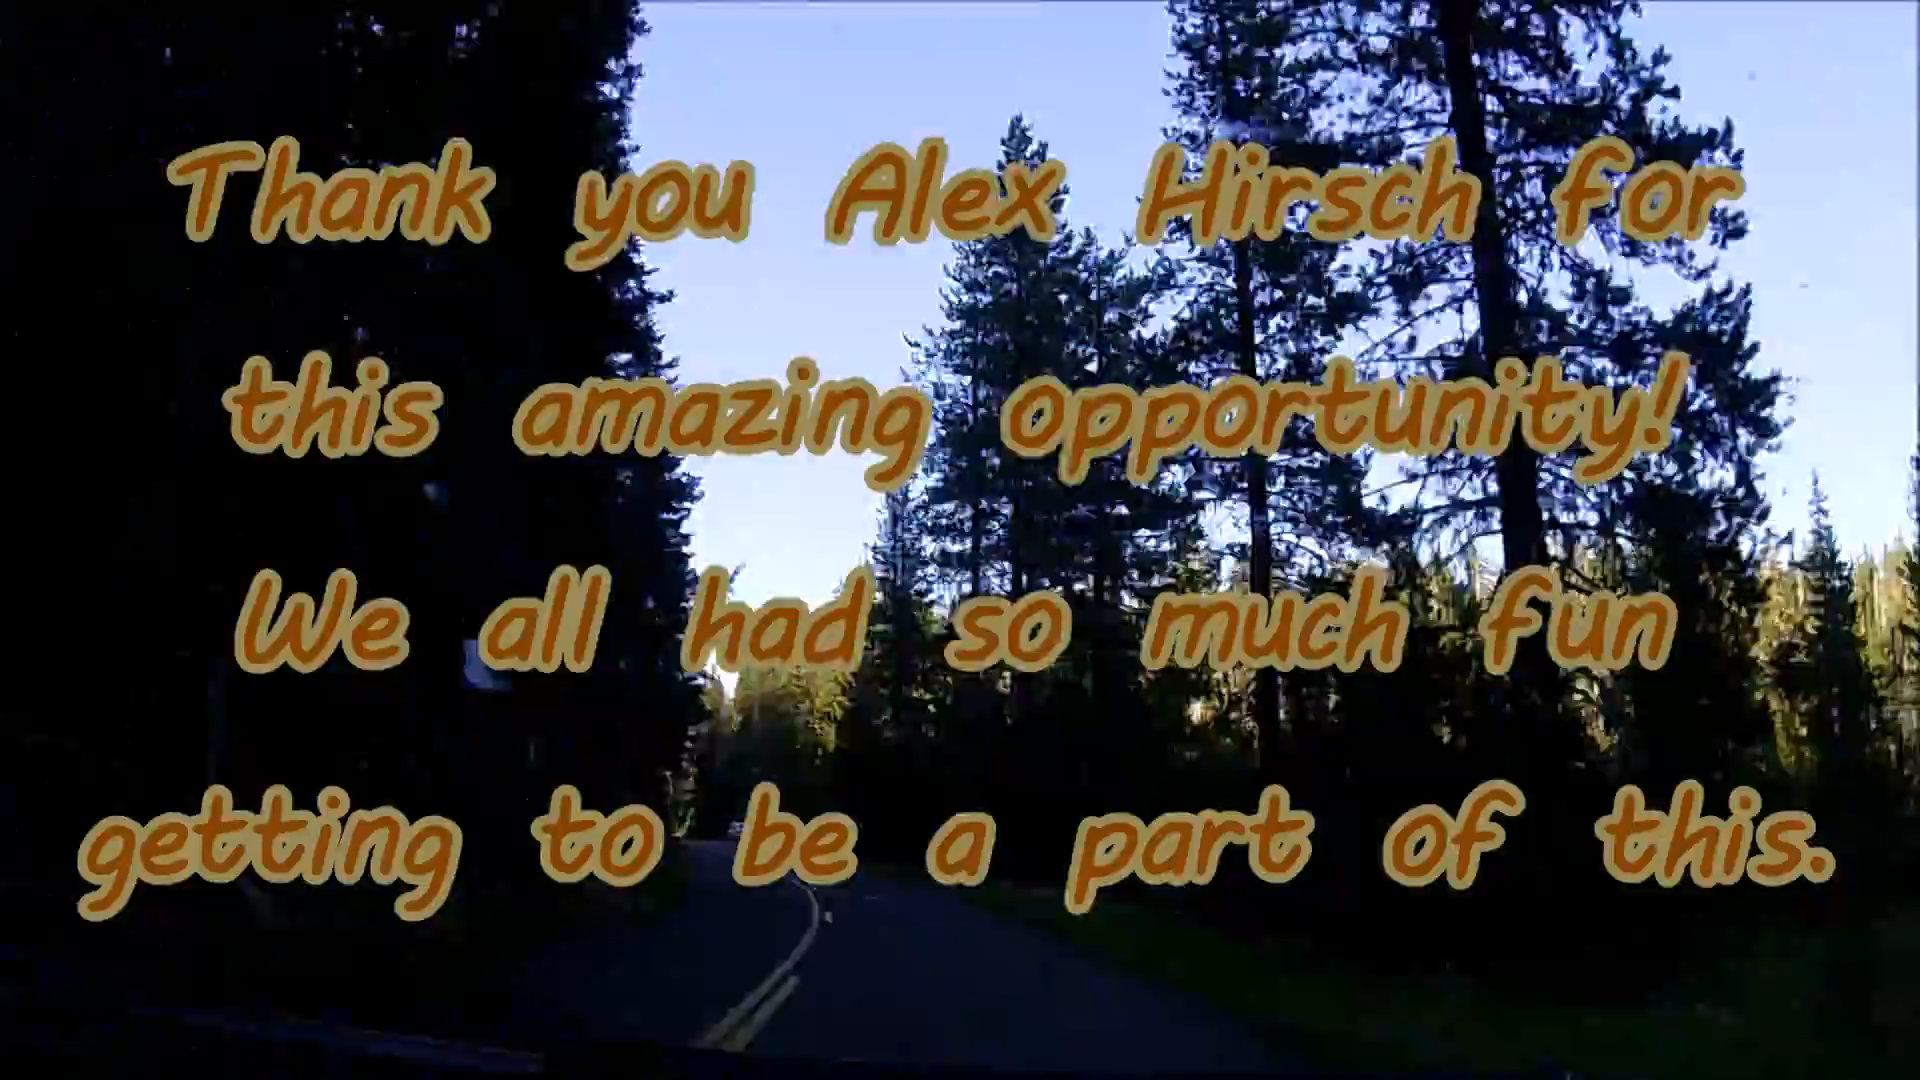 Thank you Alex Hirsch for
this amazing opportunity!
We all had so much fun
getting to be a part of this.